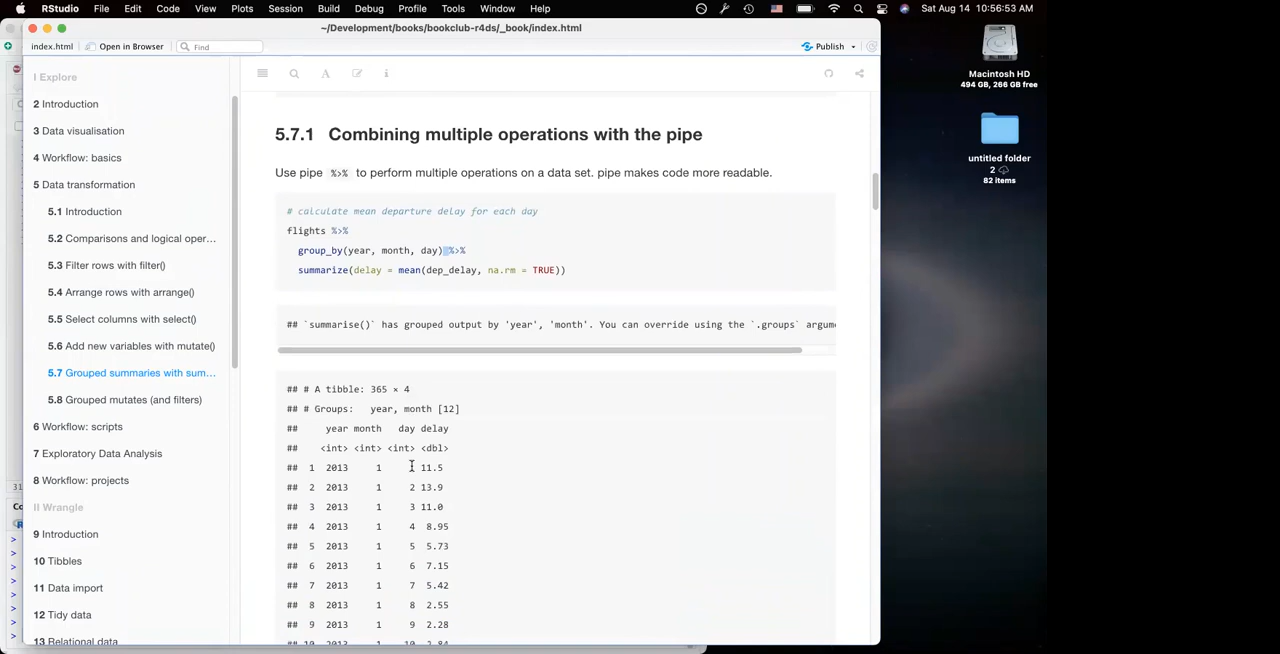 RStudio File Edit Code View Plots Session Build Debug Profile Tools Window Help Sat Aug 14 10:56:53 AM
~/Development/books/bookclub-r4ds/_book/index.html
index.html Open in Browser Find Publish
I Explore
2 Introduction
3 Data visualisation
4 Workflow: basics
5 Data transformation
5.1 Introduction
5.2 Comparisons and logical oper...
5.3 Filter rows with filter()
5.4 Arrange rows with arrange()
5.5 Select columns with select()
5.6 Add new variables with mutate()
5.7 Grouped summaries with sum...
5.8 Grouped mutates (and filters)
6 Workflow: scripts
7 Exploratory Data Analysis
8 Workflow: projects
II Wrangle
9 Introduction
10 Tibbles
11 Data import
12 Tidy data
13 Relational data
5.7.1 Combining multiple operations with the pipe
Use pipe %>% to perform multiple operations on a data set. pipe makes code more readable.
# calculate mean departure delay for each day
flights %>%
group_by(year, month, day) %>%
summarize(delay = mean(dep_delay, na.rm = TRUE))
## `summarise()` has grouped output by 'year', 'month'. You can override using the `.groups` argume
## # A tibble: 365 × 4
## # Groups: year, month [12]
## year month day delay
## <int> <int> <int> <dbl>
## 1 2013 1 11.5
## 2 2013 1 2 13.9
## 3 2013 1 3 11.0
## 4 2013 1 4 8.95
## 5 2013 1 5 5.73
## 6 2013 1 6 7.15
## 7 2013 1 7 5.42
## 8 2013 1 8 2.55
## 9 2013 1 9 2.28
## 10 2013 1 10 2.84
Macintosh HD
494 GB, 266 GB free
untitled folder
2
82 items
31
Co
>
>
>
>
>
>
>
>